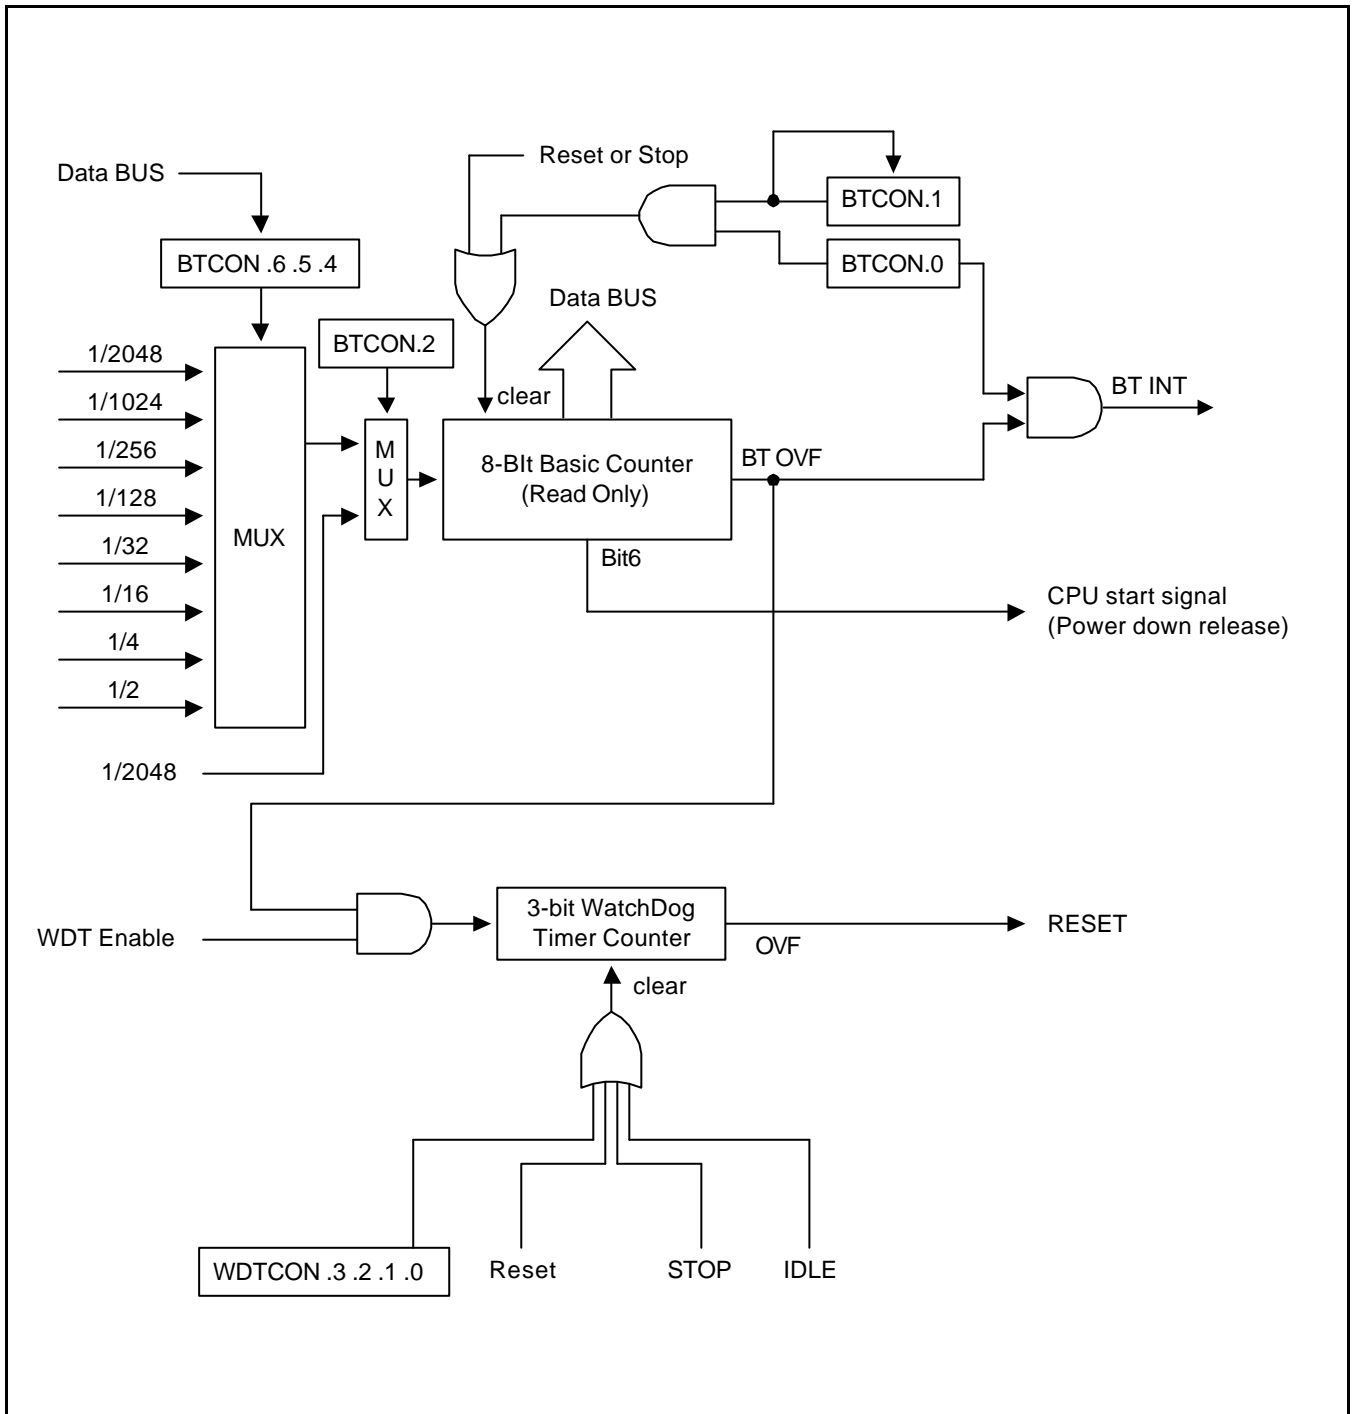 Reset or Stop
Data BUS
BTCON.1
BTCON .6 .5 .4
BTCON.0
Data BUS
BTCON.2
1/2048
1/1024
1/256
1/128
1/32
1/16
1/4
1/2
MUX
1/2048
M
U
X
clear
8-BIt Basic Counter
(Read Only)
BT OVF
BT INT
Bit6
CPU start signal
(Power down release)
WDT Enable
3-bit WatchDog
Timer Counter
OVF
RESET
clear
WDTCON .3 .2 .1 .0
Reset
STOP
IDLE